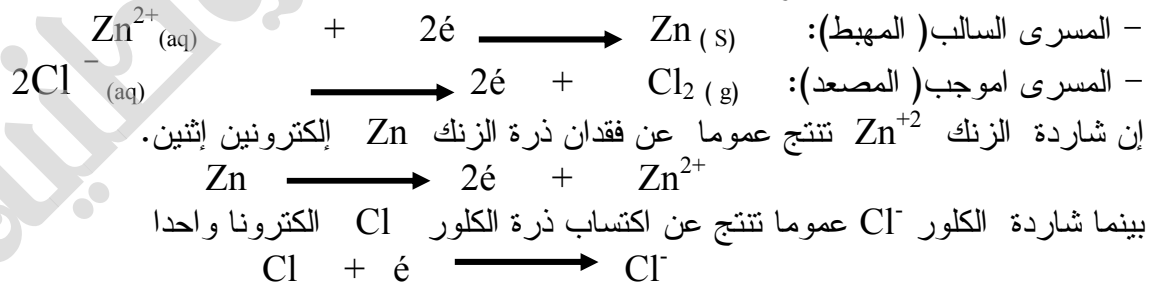 - المسرى السالب( المهبط): Zn²⁺₍aq₎ + 2é ⟶ Zn ₍ S₎
- المسرى اموجب( المصعد): 2Cl ⁻ ₍aq₎ ⟶ 2é + Cl₂ ₍ g₎
إن شاردة الزنك Zn⁺² تنتج عموما عن فقدان ذرة الزنك Zn إلكترونين إثنين.
Zn ⟶ 2é + Zn²⁺
بينما شاردة الكلور Cl⁻ عموما تنتج عن اكتساب ذرة الكلور Cl الكترونا واحدا
Cl + é ⟶ Cl⁻